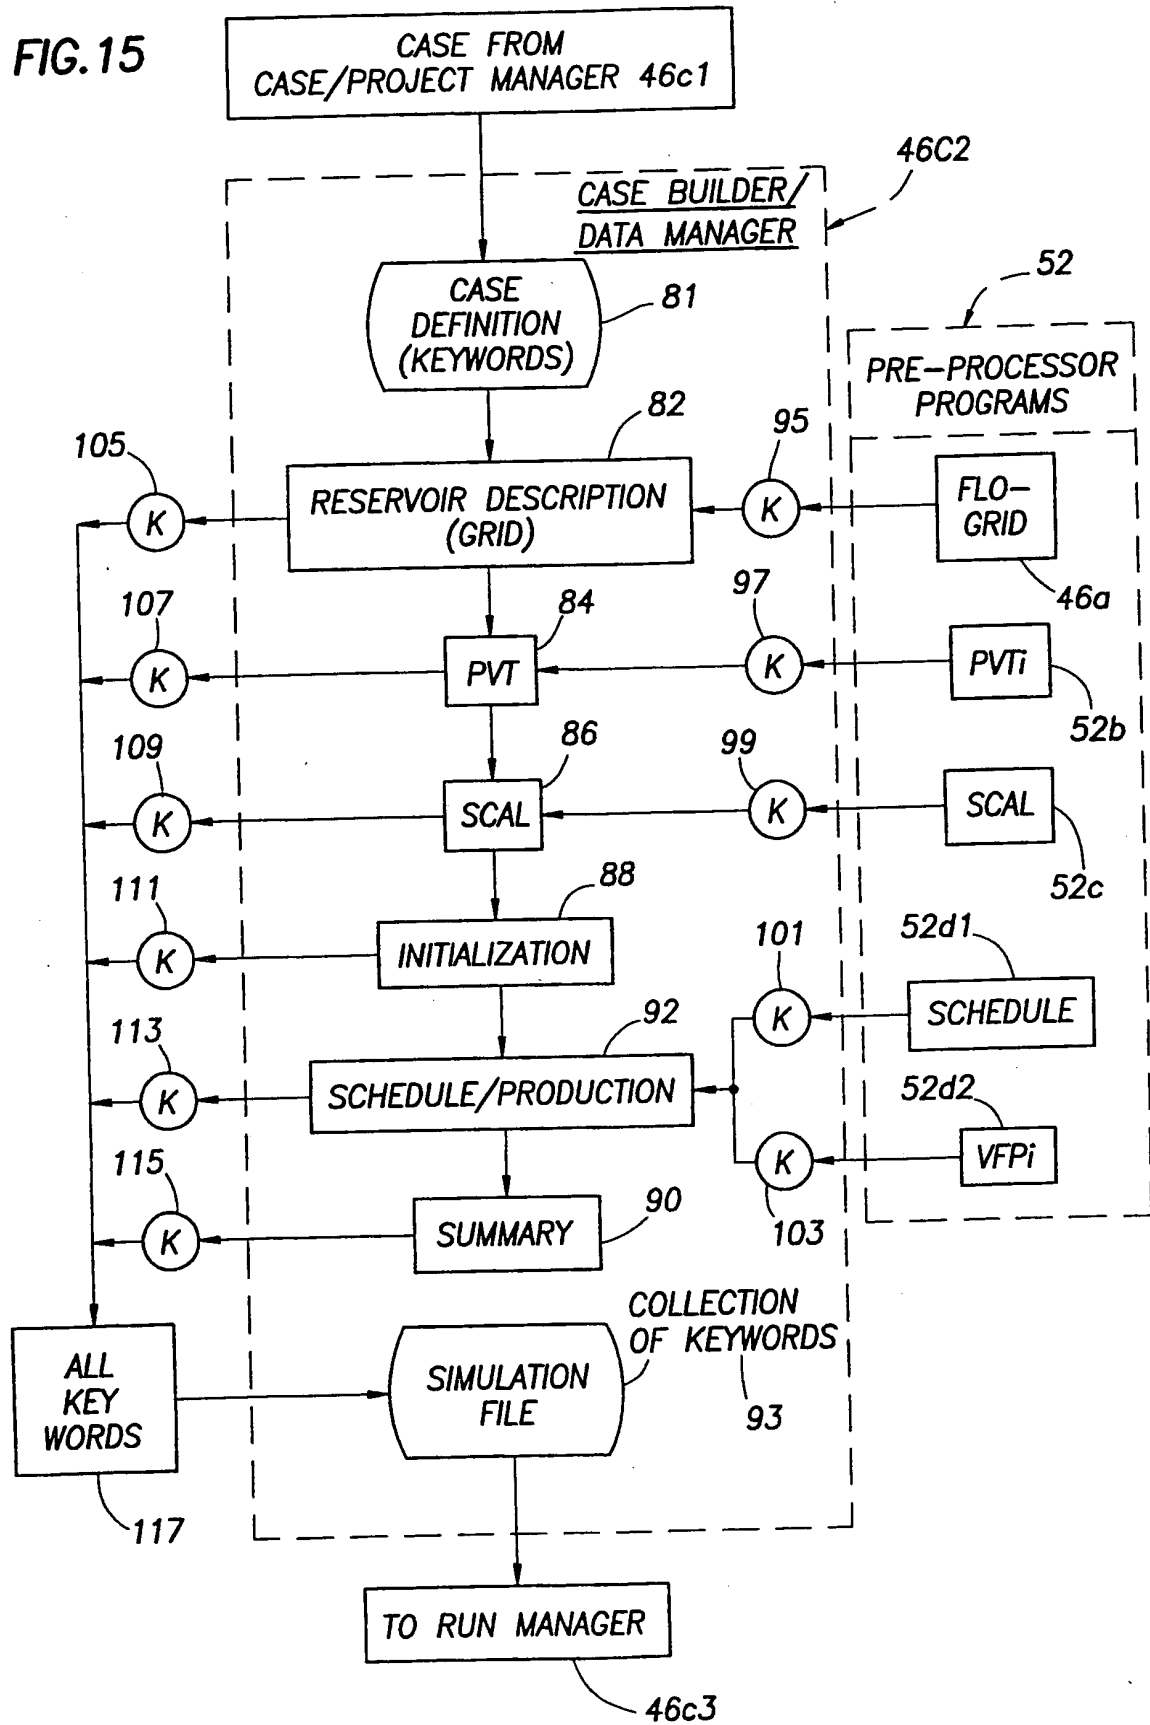 FIG.15
CASE FROM
CASE/PROJECT MANAGER 46c1
46C2
CASE BUILDER/
DATA MANAGER
52
CASE
DEFINITION
(KEYWORDS)
81
PRE-PROCESSOR
PROGRAMS
82
95
105
RESERVOIR DESCRIPTION
(GRID)
K
K
FLO-
GRID
46a
107
84
97
K
PVT
K
PVTi
52b
109
86
99
K
SCAL
K
SCAL
52c
111
88
K
INITIALIZATION
101
52d1
K
SCHEDULE
113
92
K
SCHEDULE/PRODUCTION
52d2
K
VFPi
103
115
90
K
SUMMARY
COLLECTION
OF KEYWORDS
93
ALL
KEY
WORDS
117
SIMULATION
FILE
TO RUN MANAGER
46c3